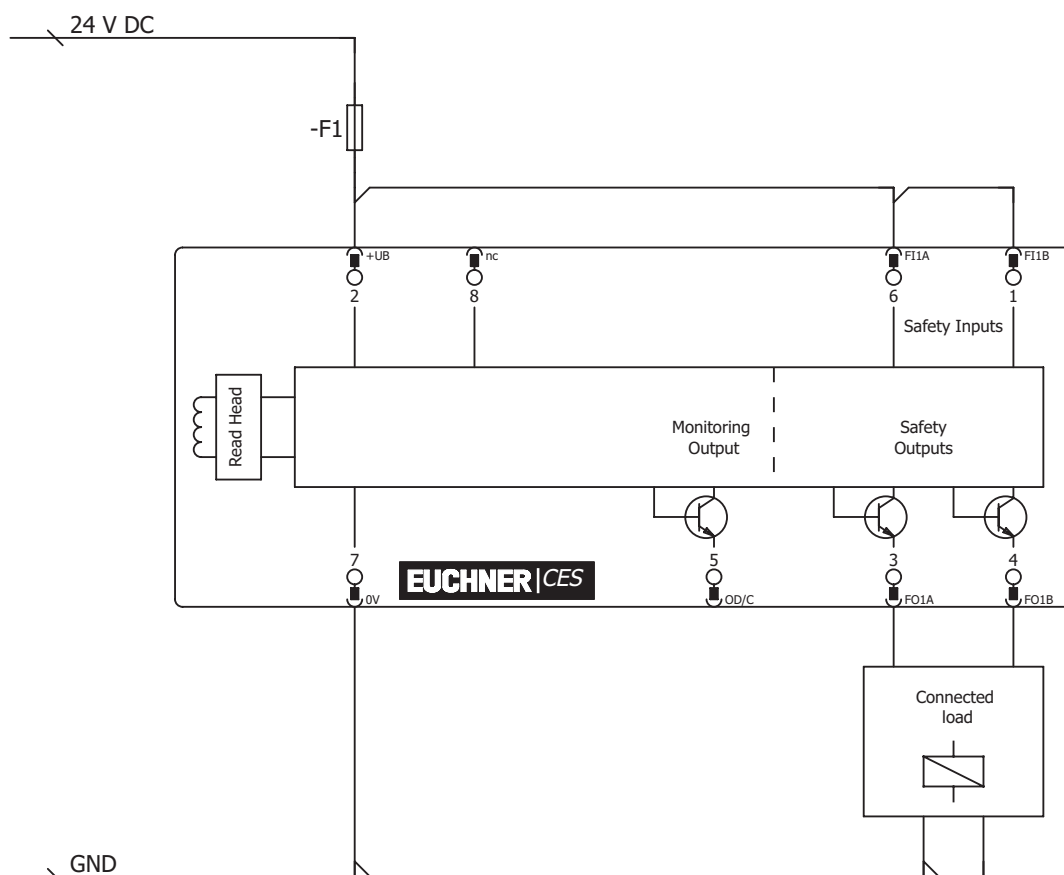 24 V DC
-F1
+UB
nc
FI1A
FI1B
2
8
6
1
Safety Inputs
Read Head
Monitoring
Output
Safety
Outputs
7
5
3
4
EUCHNER|CES
0V
OD/C
FO1A
FO1B
Connected
load
GND